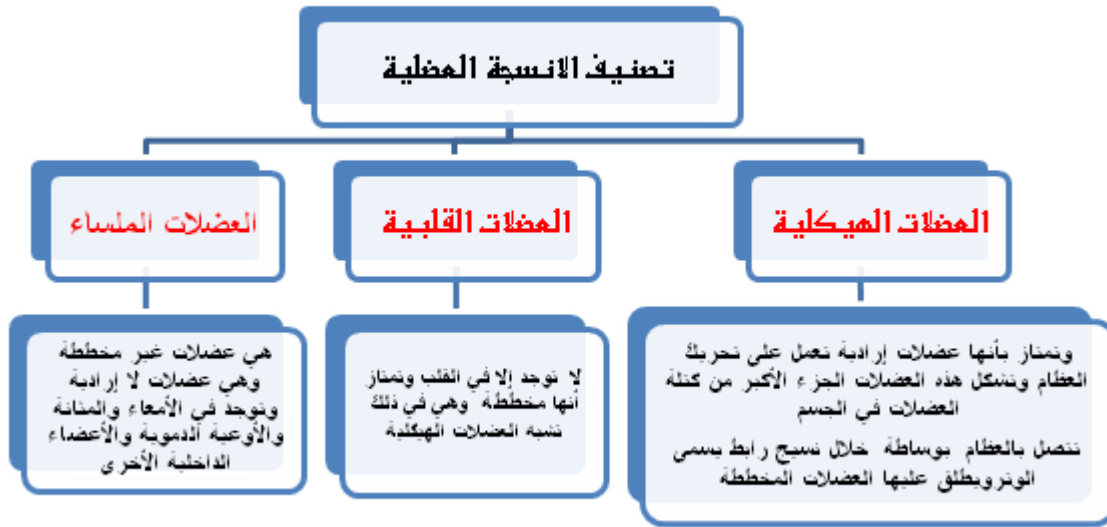 تصنيف الانسجة العضلية
العضلات الهيكلية
العضلات القلبية
العضلات الملساء
وتمتاز بأنها عضلات إرادية تعمل على تحريك
العظام وتشكل هذه العضلات الجزء الأكبر من كتلة
العضلات في الجسم
تتصل بالعظام بوساطة خلال نسيج رابط يسمى
الوتر ويطلق عليها العضلات المخططة
لا توجد إلا في القلب وتمتاز
أنها مخططة وهي في ذلك
تشبه العضلات الهيكلية
هي عضلات غير مخططة
وهي عضلات لا إرادية
وتوجد في الأمعاء والمثانة
والأوعية الدموية والأعضاء
الداخلية الأخرى